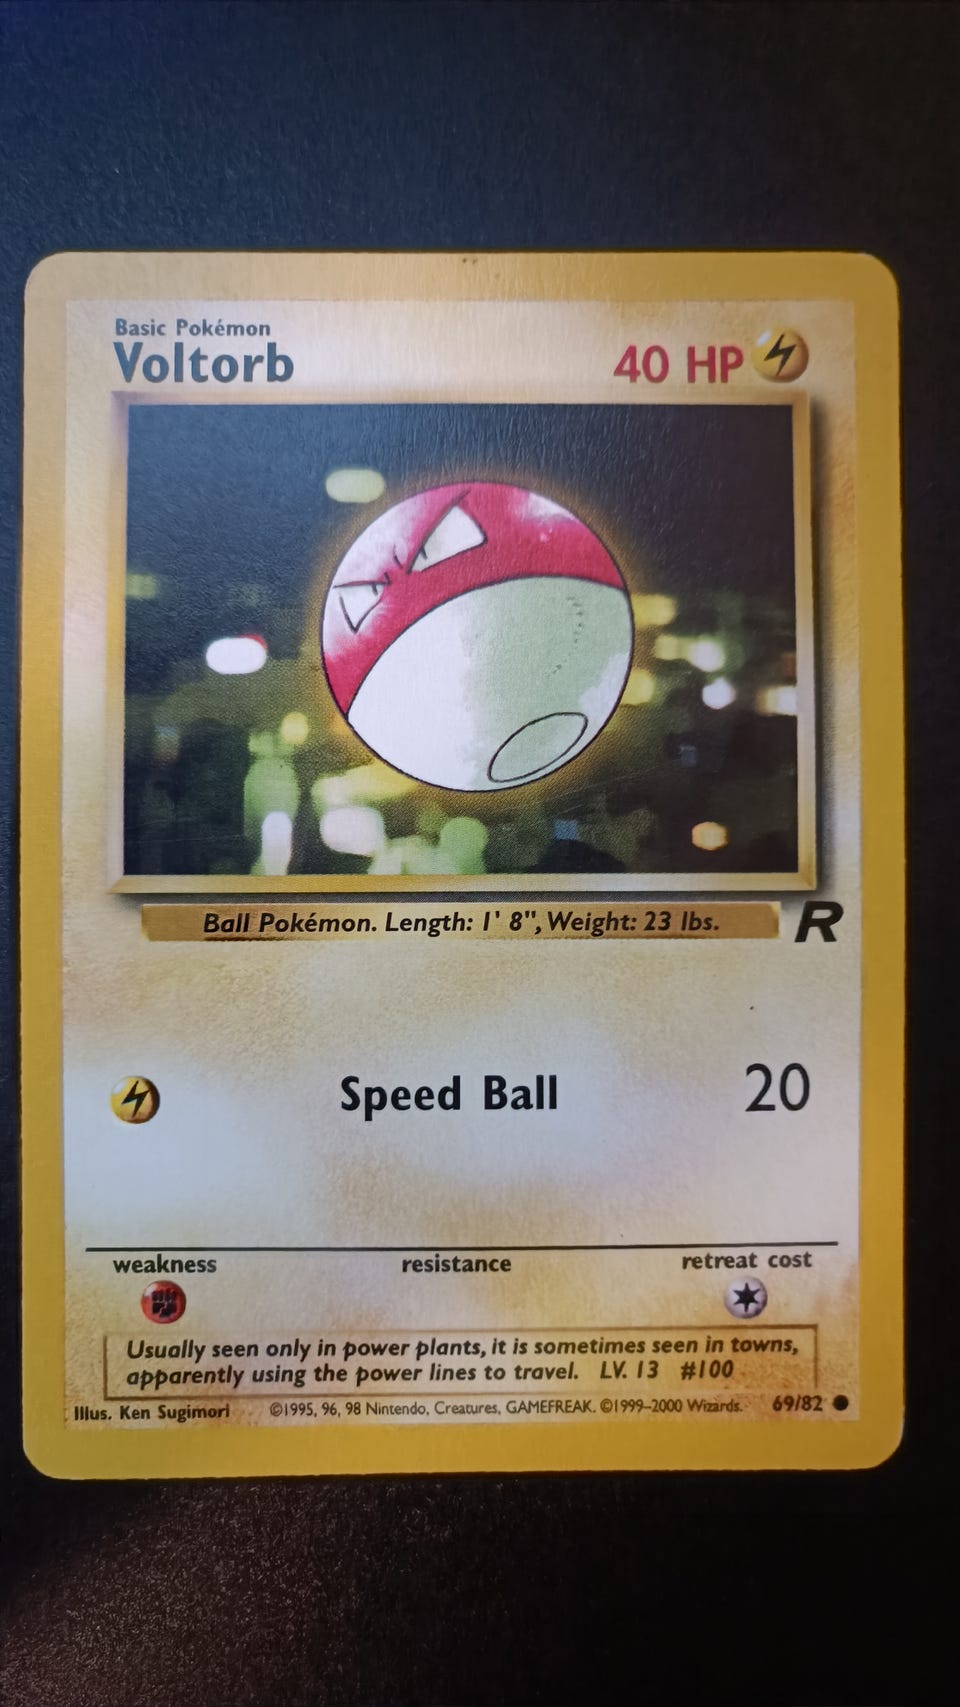 Basic Pokémon
Voltorb
40 HP
Ball Pokémon. Length: 1' 8", Weight: 23 lbs.
R
Speed Ball 20
weakness resistance retreat cost
Usually seen only in power plants, it is sometimes seen in towns,
apparently using the power lines to travel. LV. 13 #100
Illus. Ken Sugimori ©1995, 96, 98 Nintendo, Creatures, GAMEFREAK. ©1999-2000 Wizards. 69/82